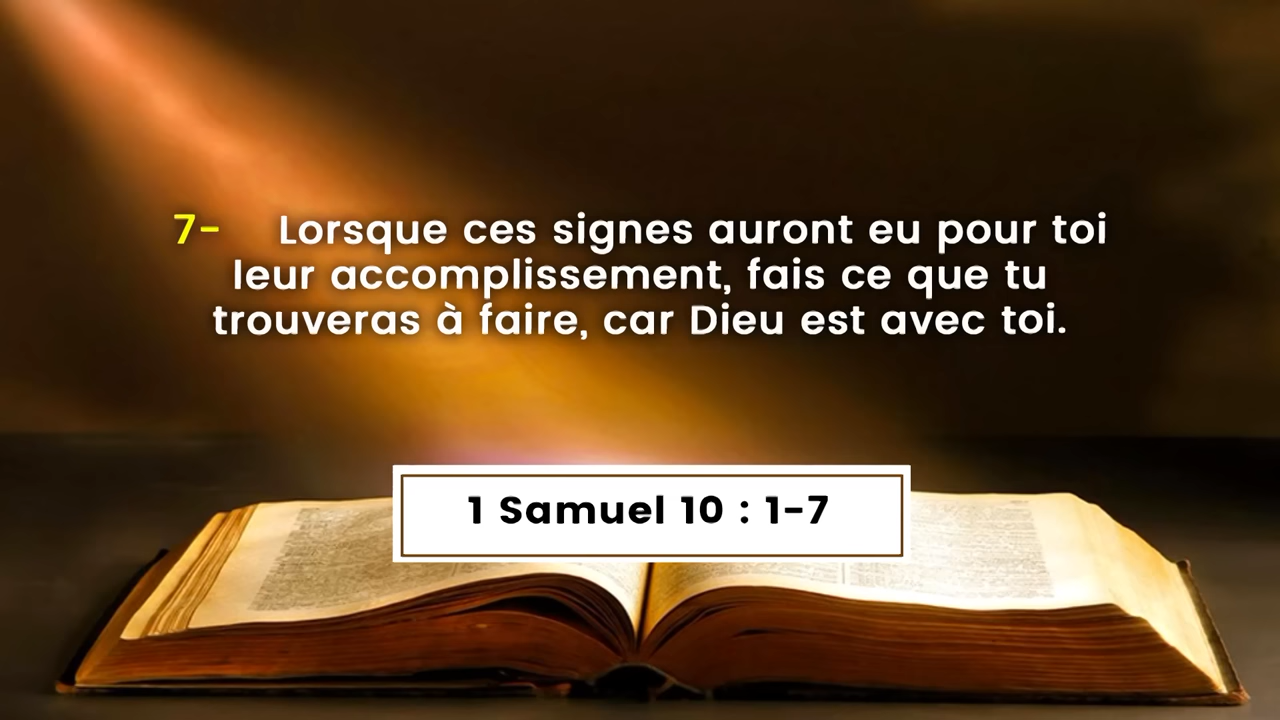 7- Lorsque ces signes auront eu pour toi
leur accomplissement, fais ce que tu
trouveras à faire, car Dieu est avec toi.
1 Samuel 10 : 1-7